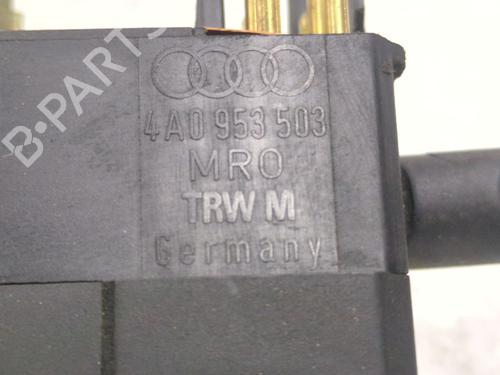 B-PARTS
4A0 953 503
MRO
TRW M
Germany